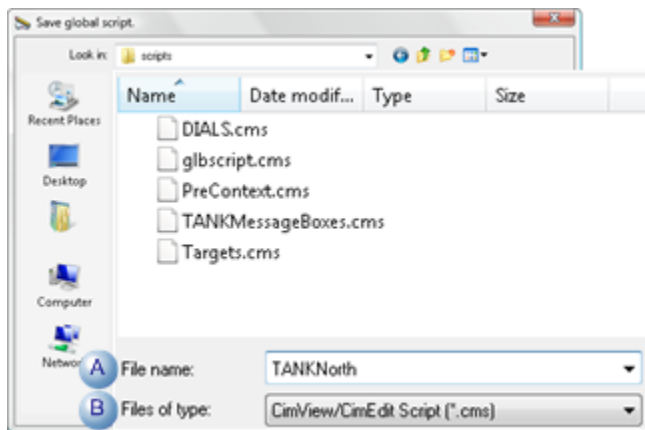 Save global script.
Look in: scripts
Name Date modif... Type Size
Recent Places
DIALS.cms
glbscript.cms
PreContext.cms
TANKMessageBoxes.cms
Targets.cms
Desktop
Computer
Networ
A File name: TANKNorth
B Files of type: CimView/CimEdit Script (*.cms)